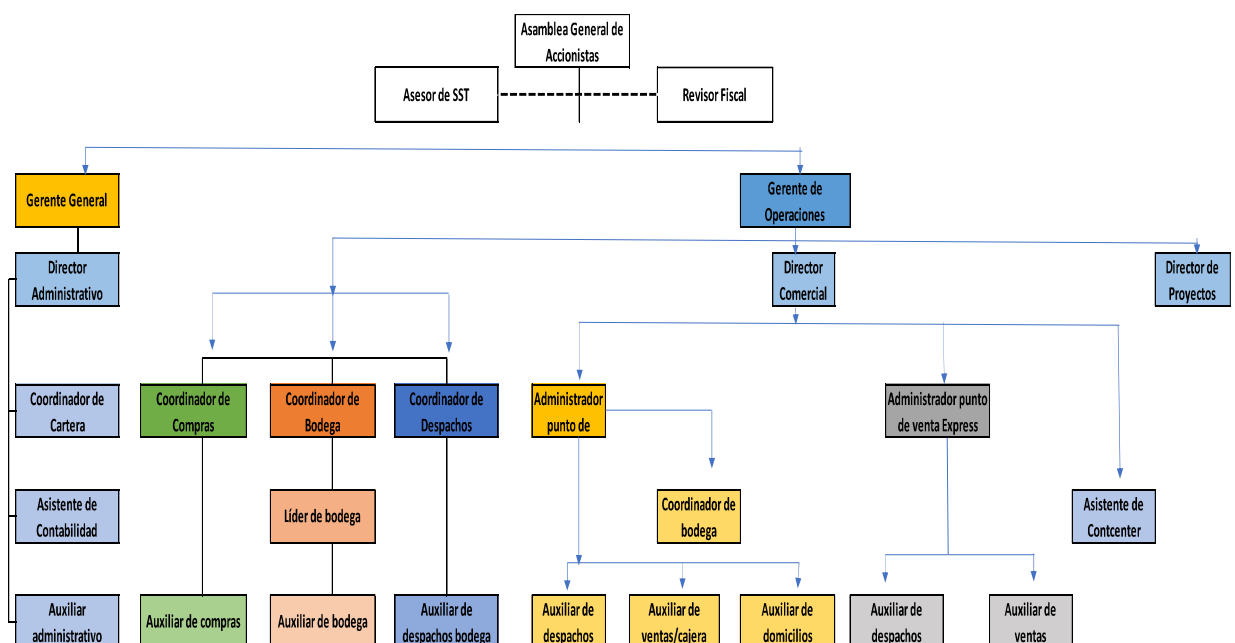 Asamblea General de
Accionistas
Asesor de SST
Revisor Fiscal
Gerente General
Gerente de
Operaciones
Director
Administrativo
Director
Comercial
Director de
Proyectos
Coordinador de
Cartera
Coordinador de
Compras
Coordinador de
Bodega
Coordinador de
Despachos
Administrador
punto de
Administrador punto
de venta Express
Asistente de
Contabilidad
Líder de bodega
Coordinador de
bodega
Asistente de
Contcenter
Auxiliar
administrativo
Auxiliar de compras
Auxiliar de bodega
Auxiliar de
despachos bodega
Auxiliar de
despachos
Auxiliar de
ventas/cajera
Auxiliar de
domicilios
Auxiliar de
despachos
Auxiliar de
ventas